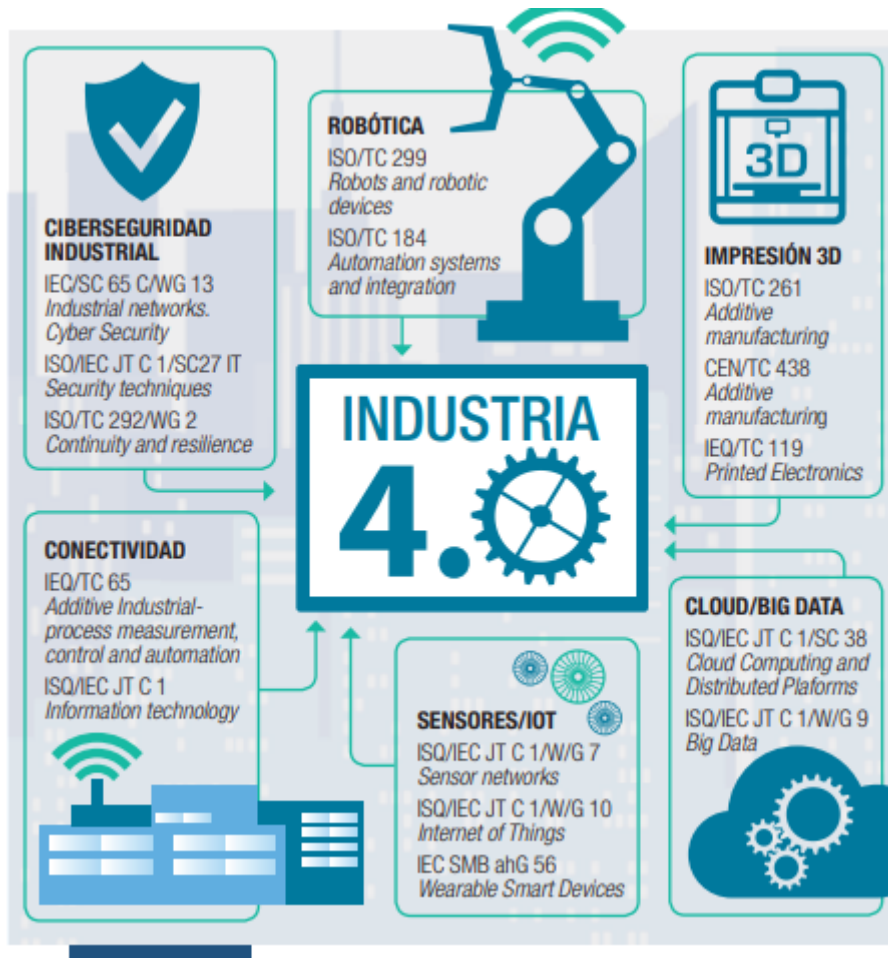 CIBERSEGURIDAD
INDUSTRIAL
IEC/SC 65 C/WG 13
Industrial networks.
Cyber Security
ISO/IEC JT C 1/SC27 IT
Security techniques
ISO/TC 292/WG 2
Continuity and resilience
ROBÓTICA
ISO/TC 299
Robots and robotic
devices
ISO/TC 184
Automation systems
and integration
3D
IMPRESIÓN 3D
ISO/TC 261
Additive
manufacturing
CEN/TC 438
Additive
manufacturing
IEQ/TC 119
Printed Electronics
INDUSTRIA
4.0
CONECTIVIDAD
IEQ/TC 65
Additive Industrial-
process measurement,
control and automation
ISQ/IEC JT C 1
Information technology
SENSORES/IOT
ISQ/IEC JT C 1/W/G 7
Sensor networks
ISQ/IEC JT C 1/W/G 10
Internet of Things
IEC SMB ahG 56
Wearable Smart Devices
CLOUD/BIG DATA
ISQ/IEC JT C 1/SC 38
Cloud Computing and
Distributed Plaforms
ISQ/IEC JT C 1/W/G 9
Big Data